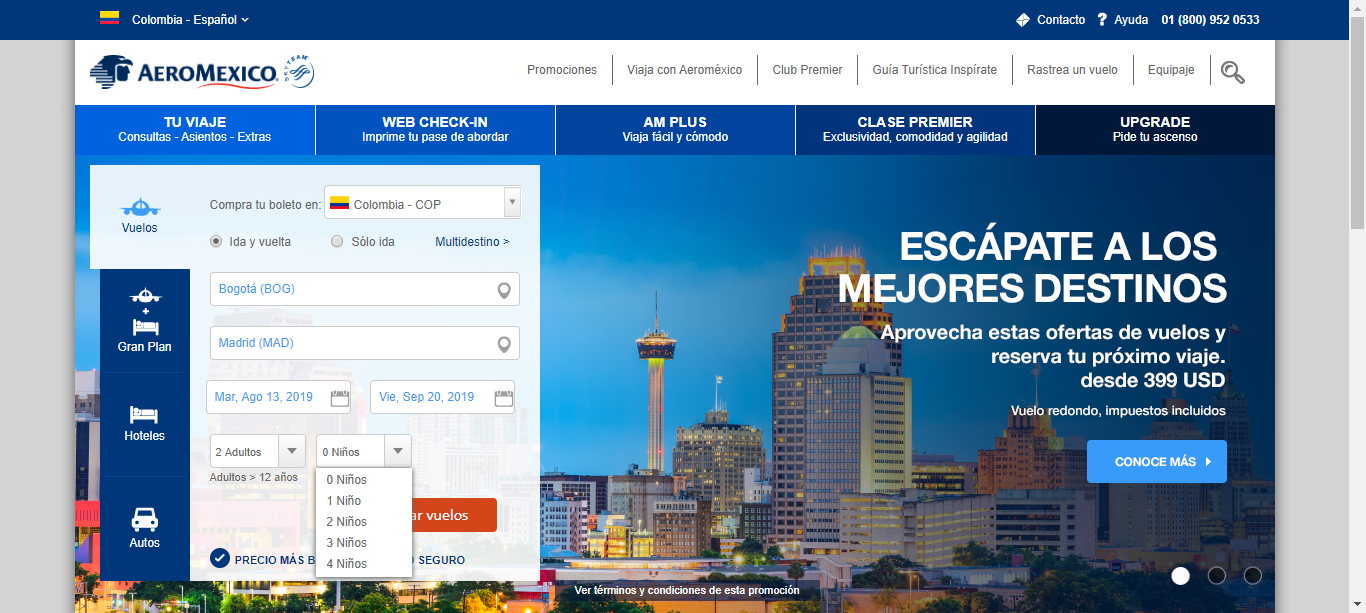 Colombia - Español
Contacto
? Ayuda
01 (800) 952 0533
AEROMEXICO.
SKYTEAM
Promociones
Viaja con Aeroméxico
Club Premier
Guía Turística Inspírate
Rastrea un vuelo
Equipaje
TU VIAJE
Consultas - Asientos - Extras
WEB CHECK-IN
Imprime tu pase de abordar
AM PLUS
Viaja fácil y cómodo
CLASE PREMIER
Exclusividad, comodidad y agilidad
UPGRADE
Pide tu ascenso
Vuelos
+
Gran Plan
Hoteles
Autos
Compra tu boleto en:
Colombia - COP
Ida y vuelta
Sólo ida
Multidestino >
Bogotá (BOG)
Madrid (MAD)
Mar, Ago 13, 2019
Vie, Sep 20, 2019
2 Adultos
0 Niños
Adultos > 12 años
0 Niños
1 Niño
2 Niños
3 Niños
4 Niños
ar vuelos
PRECIO MÁS B
SEGURO
ESCÁPATE A LOS
MEJORES DESTINOS
Aprovecha estas ofertas de vuelos y
reserva tu próximo viaje.
desde 399 USD
Vuelo redondo, impuestos incluidos
CONOCE MÁS
Ver términos y condiciones de esta promoción